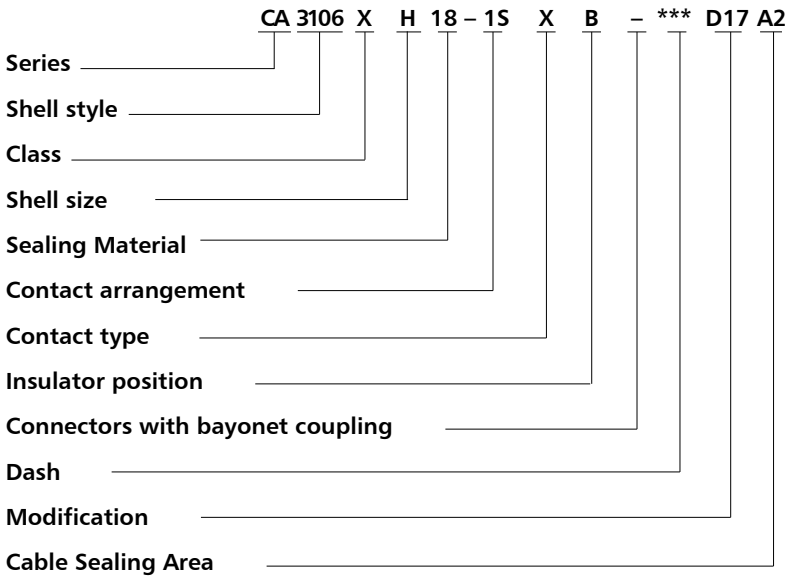 CA 3106 X H 18 – 1S X B – *** D17 A2
Series
Shell style
Class
Shell size
Sealing Material
Contact arrangement
Contact type
Insulator position
Connectors with bayonet coupling
Dash
Modification
Cable Sealing Area